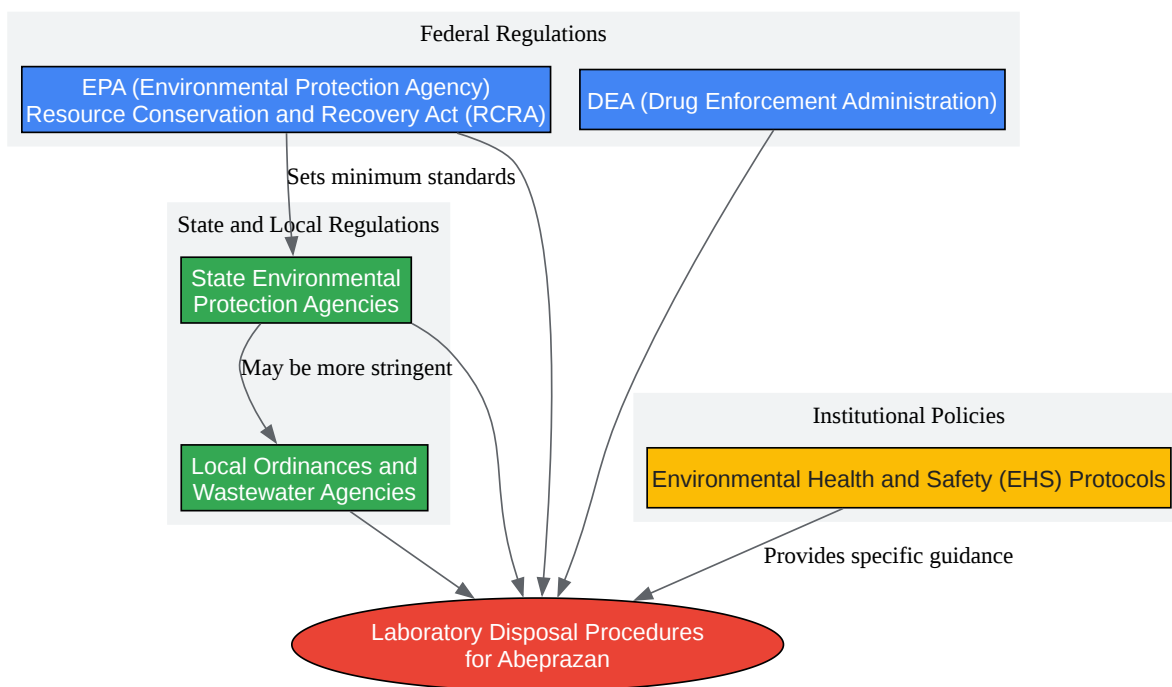 Federal Regulations
EPA (Environmental Protection Agency)
Resource Conservation and Recovery Act (RCRA)
DEA (Drug Enforcement Administration)
Sets minimum standards
State and Local Regulations
State Environmental
Protection Agencies
May be more stringent
Institutional Policies
Local Ordinances and
Wastewater Agencies
Environmental Health and Safety (EHS) Protocols
Provides specific guidance
Laboratory Disposal Procedures
for Abeprazan